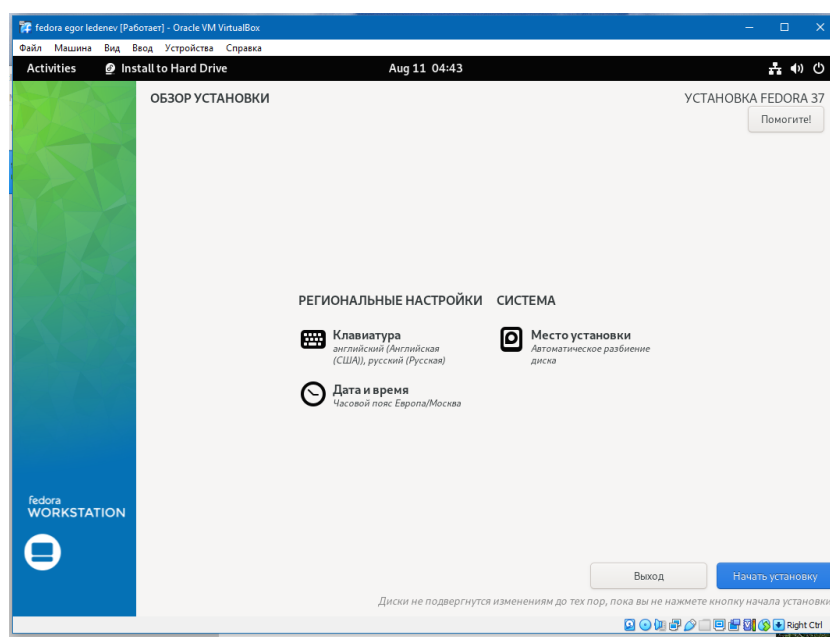 fedora egor ledenev [Работает] - Oracle VM VirtualBox
Файл Машина Вид Ввод Устройства Справка
Activities Install to Hard Drive Aug 11 04:43
ОБЗОР УСТАНОВКИ
УСТАНОВКА FEDORA 37
Помогите!
РЕГИОНАЛЬНЫЕ НАСТРОЙКИ
Клавиатура
английский (Английская
(США)), русский (Русская)
Дата и время
Часовой пояс Европа/Москва
СИСТЕМА
Место установки
Автоматическое разбиение
диска
fedora
WORKSTATION
Выход
Начать установку
Диски не подвергнутся изменениям до тех пор, пока вы не нажмете кнопку начала установки
Right Ctrl